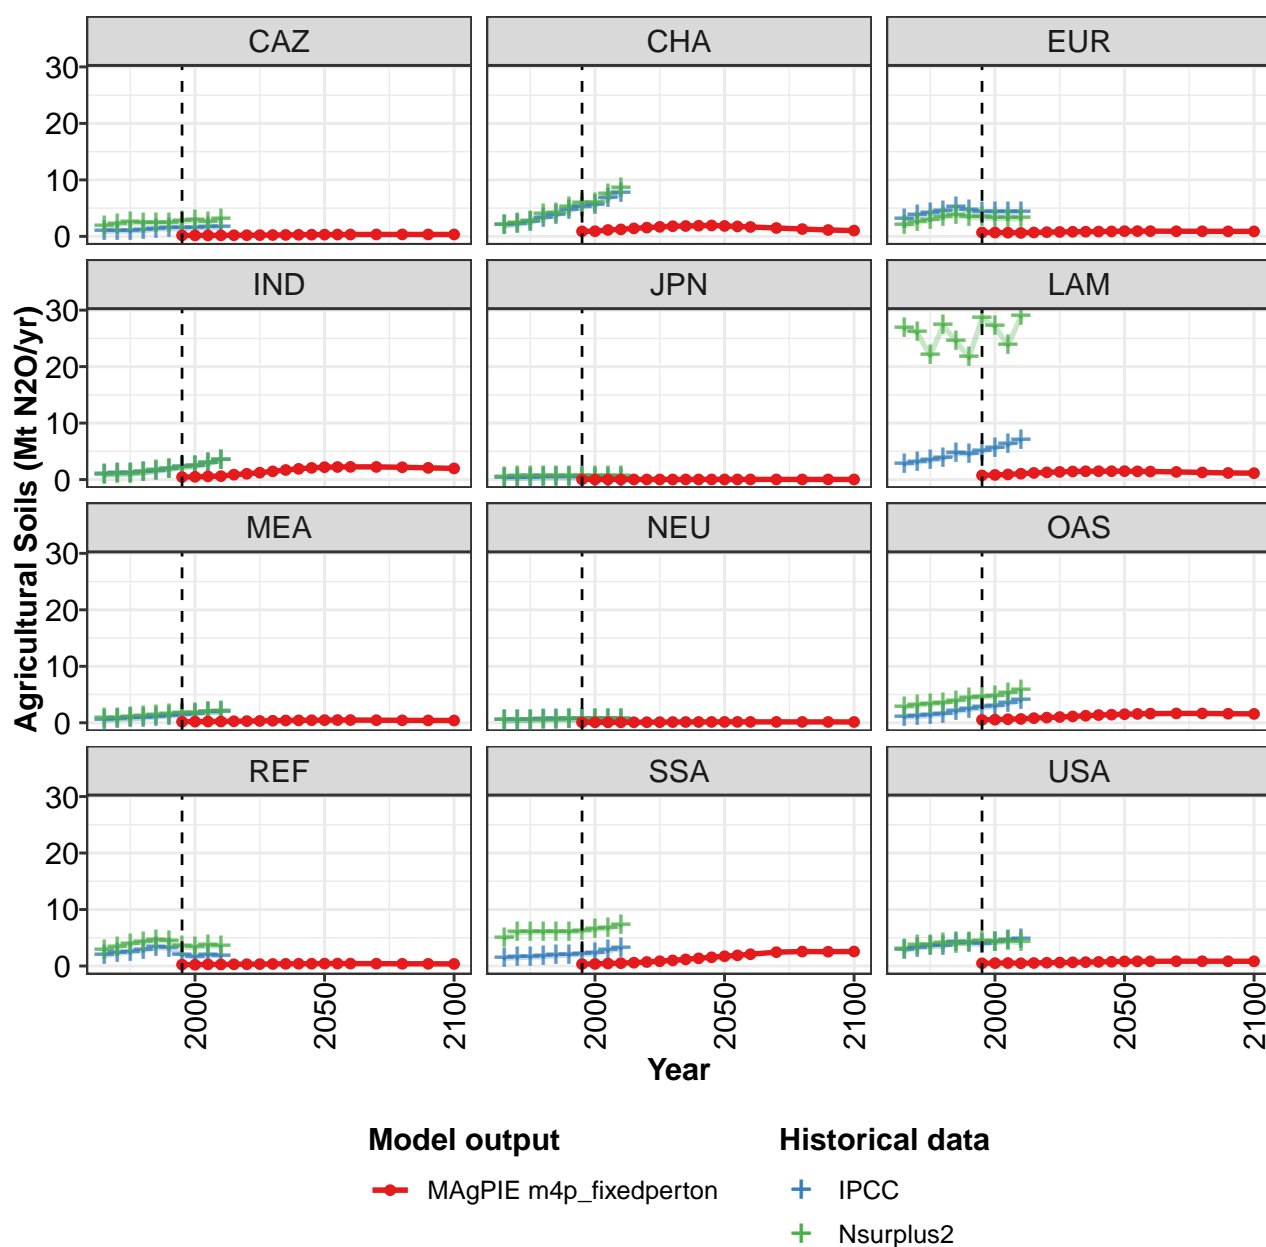 CAZ CHA EUR
30
20
10
0
IND JPN LAM
30
20
10
0
MEA NEU OAS
30
20
10
0
REF SSA USA
30
20
10
0
2000 2050 2100 2000 2050 2100 2000 2050 2100
Agricultural Soils (Mt N2O/yr)
Year
Model output Historical data
MAgPIE m4p_fixedperton IPCC
Nsurplus2